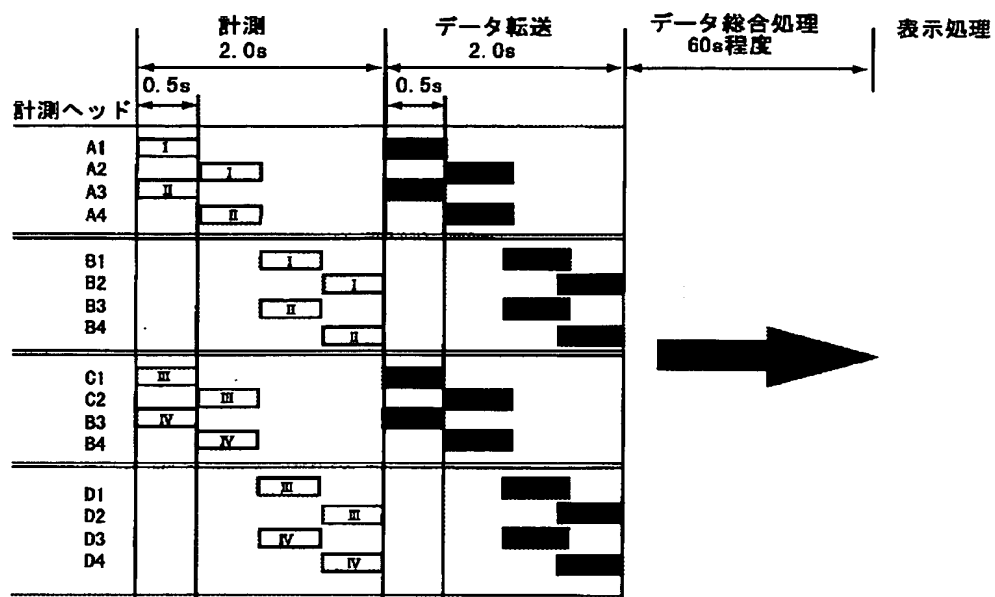 計測
2.0s
データ転送
2.0s
データ総合処理
60s程度
表示処理
0.5s
0.5s
計測ヘッド
A1 I
A2 I
A3 II
A4 II
B1 I
B2 I
B3 II
B4 II
C1 III
C2 III
B3 IV
B4 IV
D1 III
D2 III
D3 IV
D4 IV